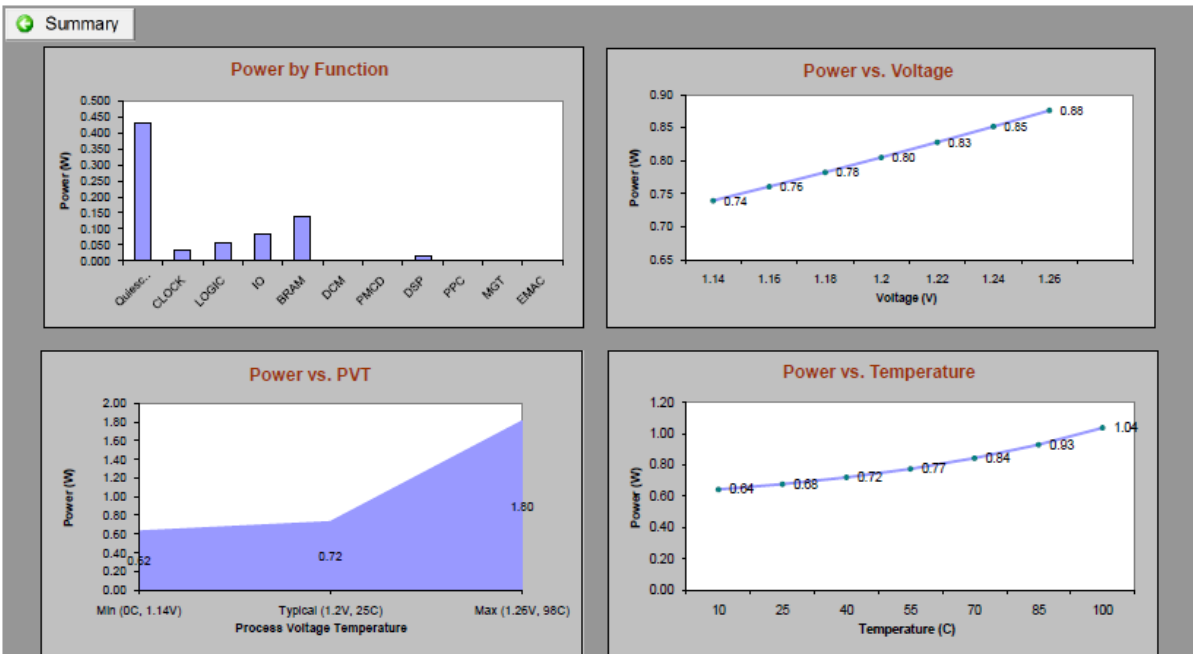 Summary
Power by Function
0.500
0.450
0.400
0.350
0.300
0.250
0.200
0.150
0.100
0.050
0.000
Power (W)
Quiesc..
CLOCK
LOGIC
IO
BRAM
DCM
PMCD
DSP
PPC
MGT
EMAC
Power vs. Voltage
0.90
0.85
0.80
0.75
0.70
0.65
Power (W)
0.74
0.76
0.78
0.80
0.83
0.85
0.88
1.14 1.16 1.18 1.2 1.22 1.24 1.26
Voltage (V)
Power vs. PVT
2.00
1.80
1.60
1.40
1.20
1.00
0.80
0.60
0.40
0.20
0.00
Power (W)
0.62
0.72
1.80
Min (0C, 1.14V) Typical (1.2V, 25C) Max (1.26V, 98C)
Process Voltage Temperature
Power vs. Temperature
1.20
1.00
0.80
0.60
0.40
0.20
0.00
Power (W)
0.64
0.68
0.72
0.77
0.84
0.93
1.04
10 25 40 55 70 85 100
Temperature (C)